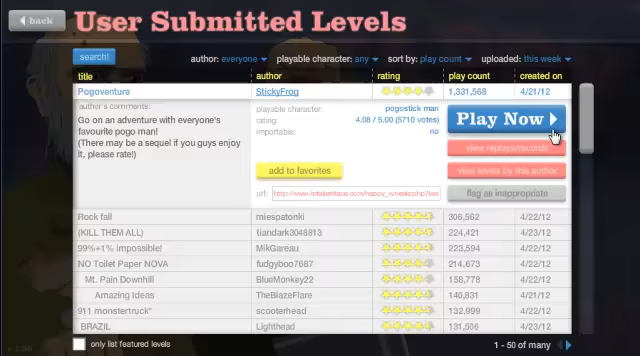 back
User Submitted Levels
search!
author: everyone playable character: any sort by: play count uploaded: this week
title author rating play count created on
Pogoventure StickyFrog 1,331,568 4/21/12
author's comments:
Go on an adventure with everyone's
favourite pogo man!
(There may be a sequel if you guys enjoy
it, please rate!)
playable character: pogostick man
rating: 4.08 / 5.00 (5710 votes)
importable: no
add to favorites
url:
Play Now
view replays/records
view levels by this author
flag as inappropriate
Rock fall miespatonki 306,562 4/22/12
(KILL THEM ALL) tiandark3048813 224,421 4/23/12
99%+1% impossible! MikGareau 223,594 4/22/12
NO Toilet Paper NOVA fudgyboo7687 214,673 4/22/12
Mt. Pain Downhill BlueMonkey22 158,778 4/22/12
Amazing Ideas TheBlazeFlare 140,831 4/21/12
911 monstertruck" scooterhead 132,999 4/22/12
BRAZIL Lighthead 131,506 4/23/12
only list featured levels
1 - 50 of many